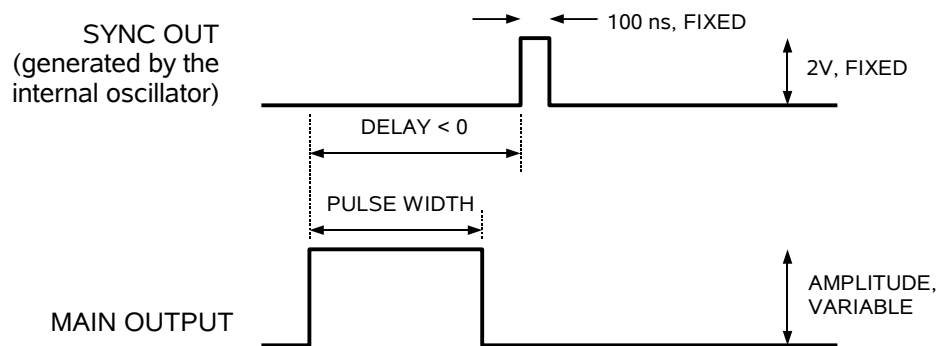 SYNC OUT
(generated by the
internal oscillator)
100 ns, FIXED
2V, FIXED
DELAY < 0
PULSE WIDTH
MAIN OUTPUT
AMPLITUDE,
VARIABLE